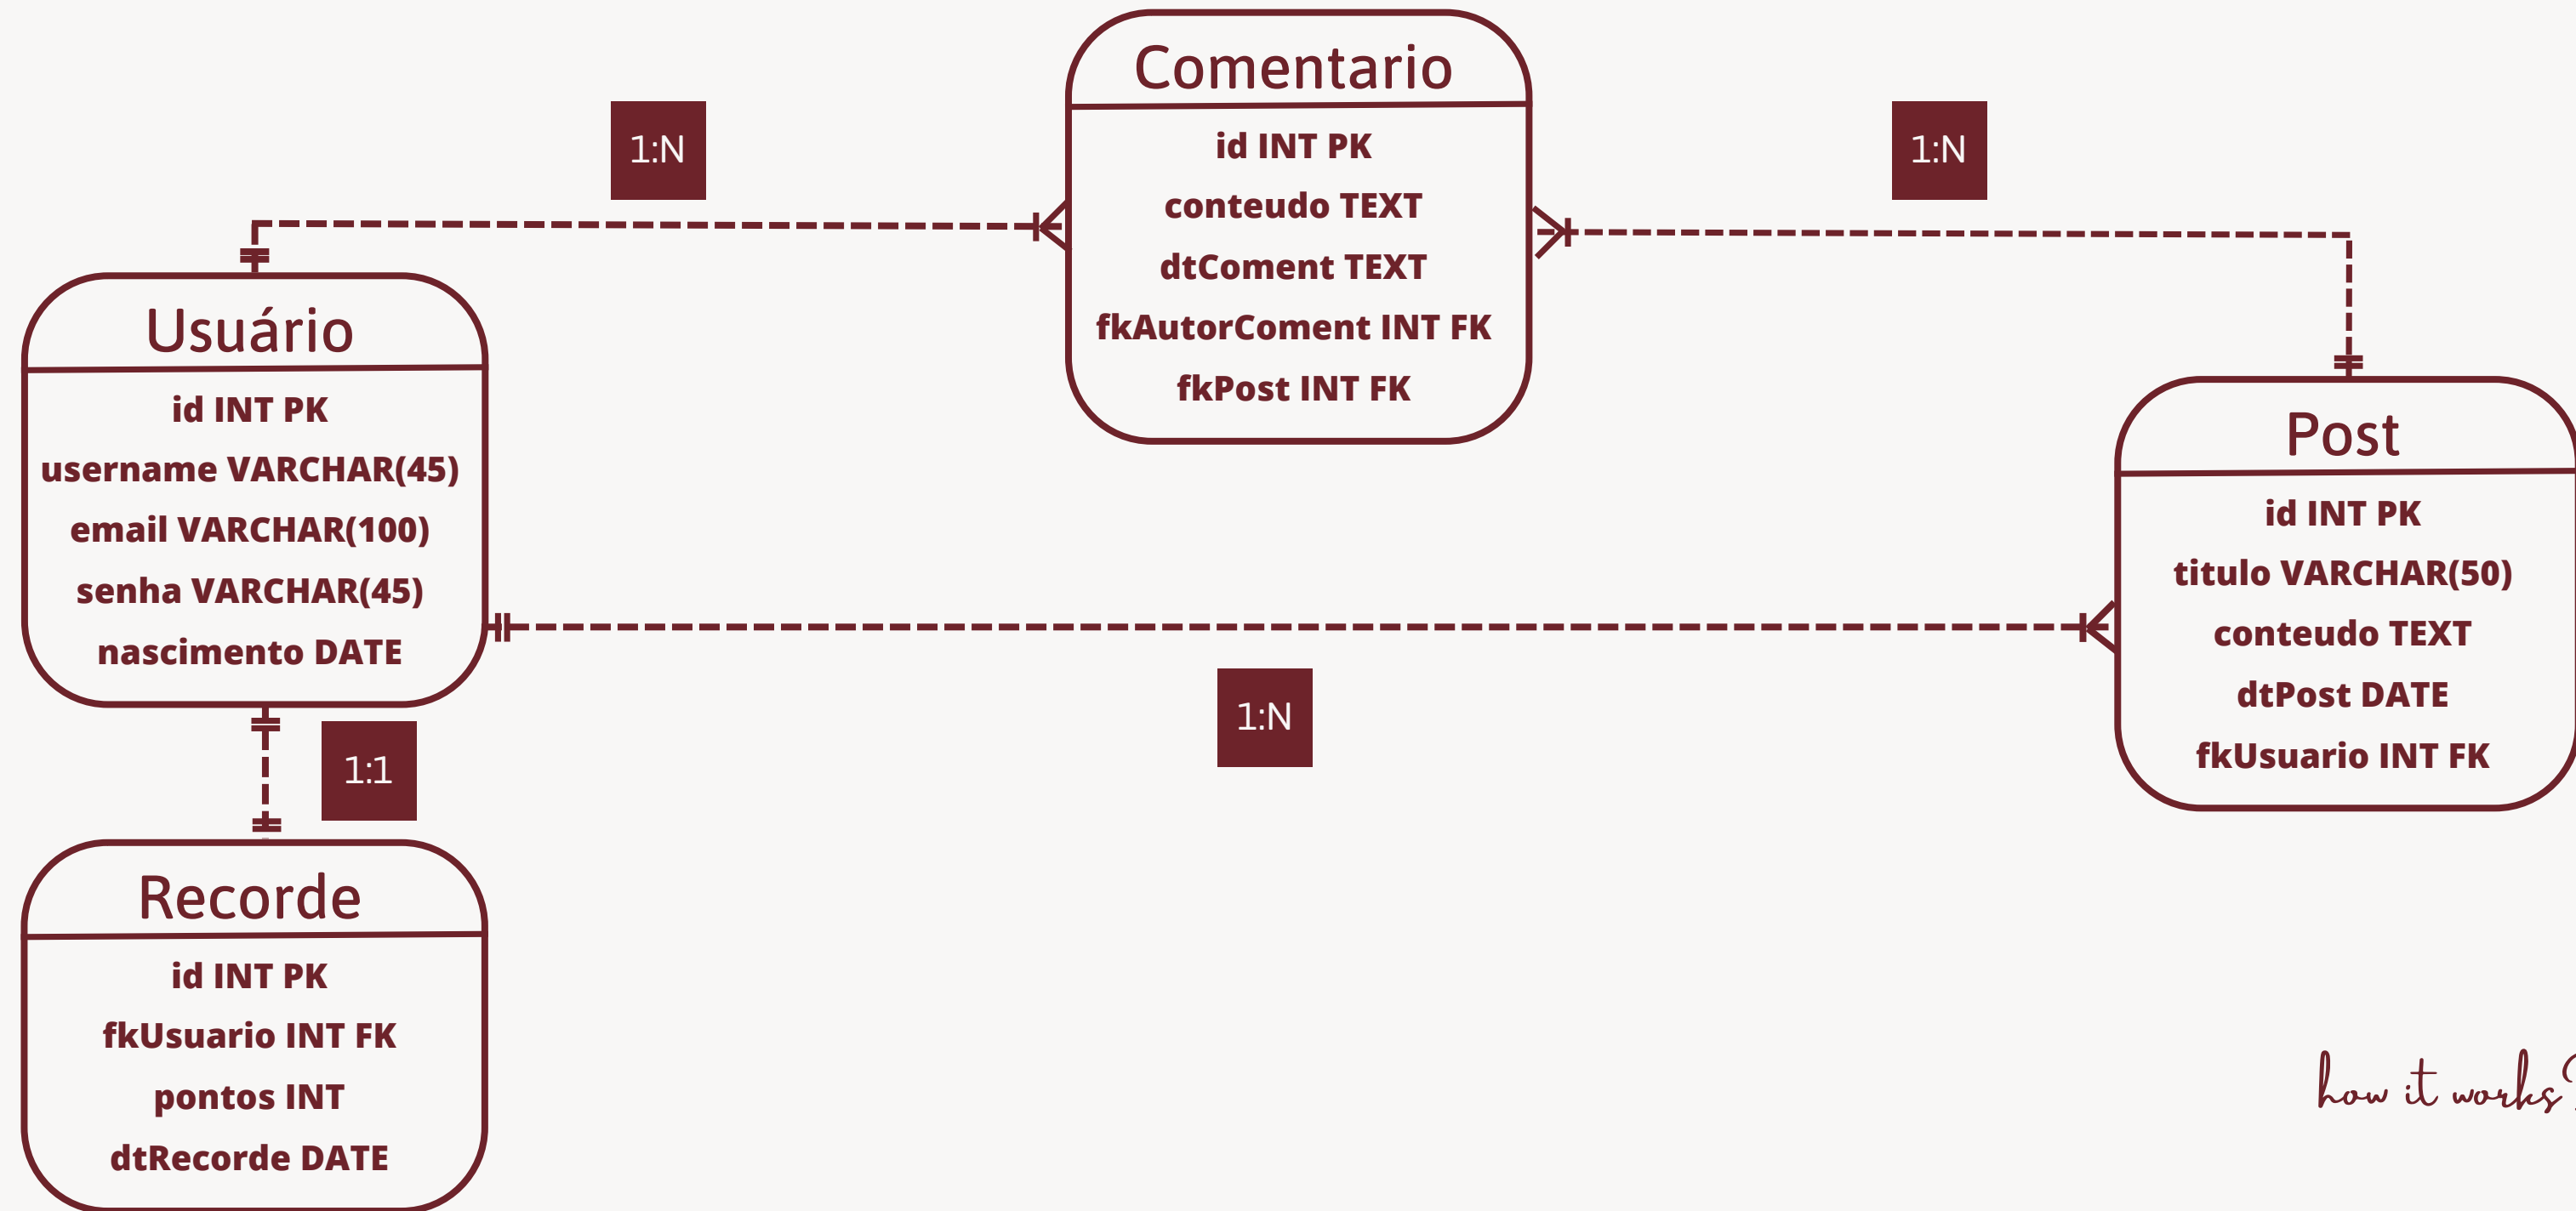 Comentario
id INT PK
conteudo TEXT
dtComent TEXT
fkAutorComent INT FK
fkPost INT FK
1:N
1:N
Usuário
id INT PK
username VARCHAR(45)
email VARCHAR(100)
senha VARCHAR(45)
nascimento DATE
Post
id INT PK
titulo VARCHAR(50)
conteudo TEXT
dtPost DATE
fkUsuario INT FK
1:N
1:1
Recorde
id INT PK
fkUsuario INT FK
pontos INT
dtRecorde DATE
how it works?